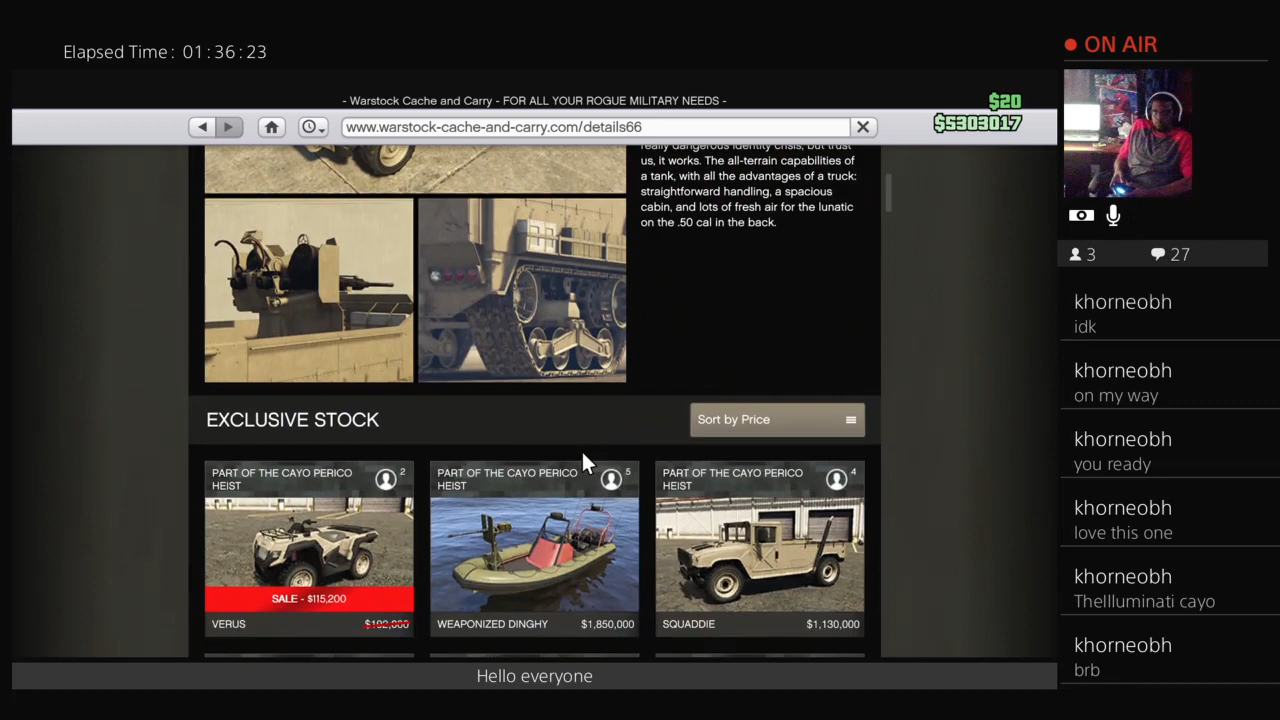 Elapsed Time: 01:36:23
ON AIR
- Warstock Cache and Carry - FOR ALL YOUR ROGUE MILITARY NEEDS -
$20
$5303017
www.warstock-cache-and-carry.com/details66
really dangerous identity crisis, but trust
us, it works. The all-terrain capabilities of
a tank, with all the advantages of a truck:
straightforward handling, a spacious
cabin, and lots of fresh air for the lunatic
on the .50 cal in the back.
3
27
khorneobh
idk
khorneobh
on my way
khorneobh
you ready
khorneobh
love this one
khorneobh
TheIlluminati cayo
khorneobh
brb
EXCLUSIVE STOCK
Sort by Price
PART OF THE CAYO PERICO
HEIST
2
SALE - $115,200
VERUS
$192,000
PART OF THE CAYO PERICO
HEIST
5
WEAPONIZED DINGHY
$1,850,000
PART OF THE CAYO PERICO
HEIST
4
SQUADDIE
$1,130,000
Hello everyone